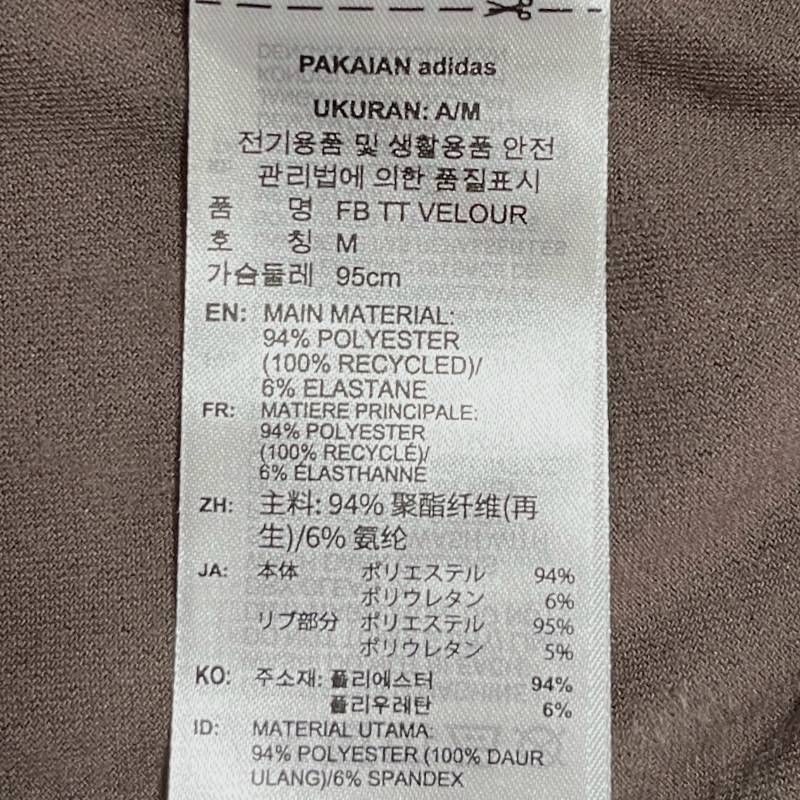 PAKAIAN adidas
UKURAN: A/M
전기용품 및 생활용품 안전
관리법에 의한 품질표시
품 명 FB TT VELOUR
호 칭 M
가슴둘레 95cm
EN: MAIN MATERIAL:
94% POLYESTER
(100% RECYCLED)/
6% ELASTANE
FR: MATIERE PRINCIPALE:
94% POLYESTER
(100% RECYCLÉ)/
6% ÉLASTHANNE
ZH: 主料: 94% 聚酯纤维(再
生)/6% 氨纶
JA: 本体 ポリエステル 94%
ポリウレタン 6%
リブ部分 ポリエステル 95%
ポリウレタン 5%
KO: 주소재: 폴리에스터 94%
폴리우레탄 6%
ID: MATERIAL UTAMA:
94% POLYESTER (100% DAUR
ULANG)/6% SPANDEX